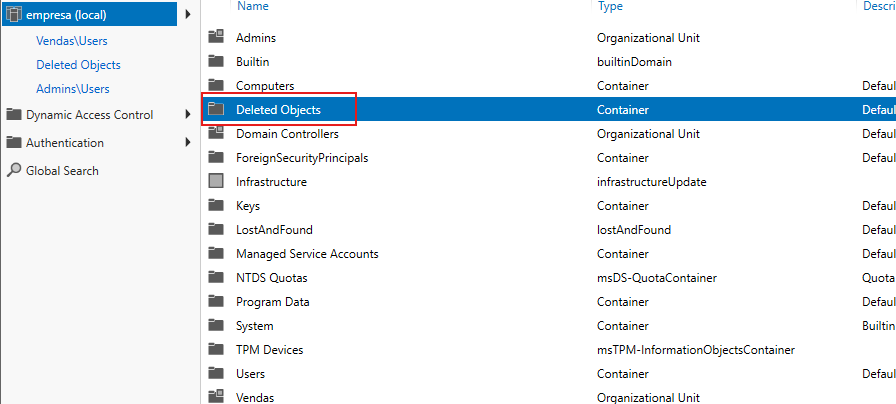 empresa (local)
Vendas\Users
Deleted Objects
Admins\Users
Dynamic Access Control
Authentication
Global Search
Name Type Descri
Admins Organizational Unit
Builtin builtinDomain
Computers Container Defaul
Deleted Objects Container Defaul
Domain Controllers Organizational Unit Defaul
ForeignSecurityPrincipals Container Defaul
Infrastructure infrastructureUpdate
Keys Container Defaul
LostAndFound lostAndFound Defaul
Managed Service Accounts Container Defaul
NTDS Quotas msDS-QuotaContainer Quota
Program Data Container Defaul
System Container Builtin
TPM Devices msTPM-InformationObjectsContainer
Users Container Defaul
Vendas Organizational Unit